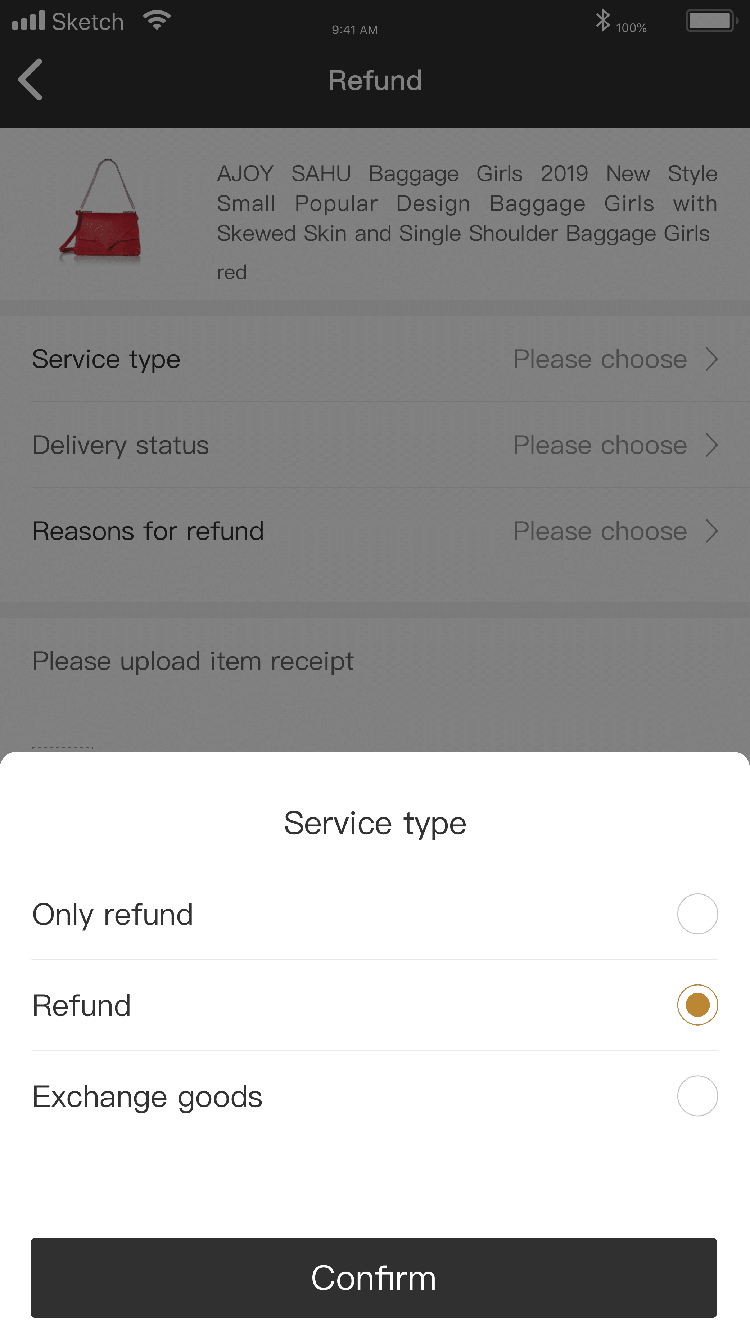 Sketch
9:41 AM
100%
Refund
AJOY SAHU Baggage Girls 2019 New Style
Small Popular Design Baggage Girls with
Skewed Skin and Single Shoulder Baggage Girls
red
Service type Please choose
Delivery status Please choose
Reasons for refund Please choose
Please upload item receipt
Service type
Only refund
Refund
Exchange goods
Confirm